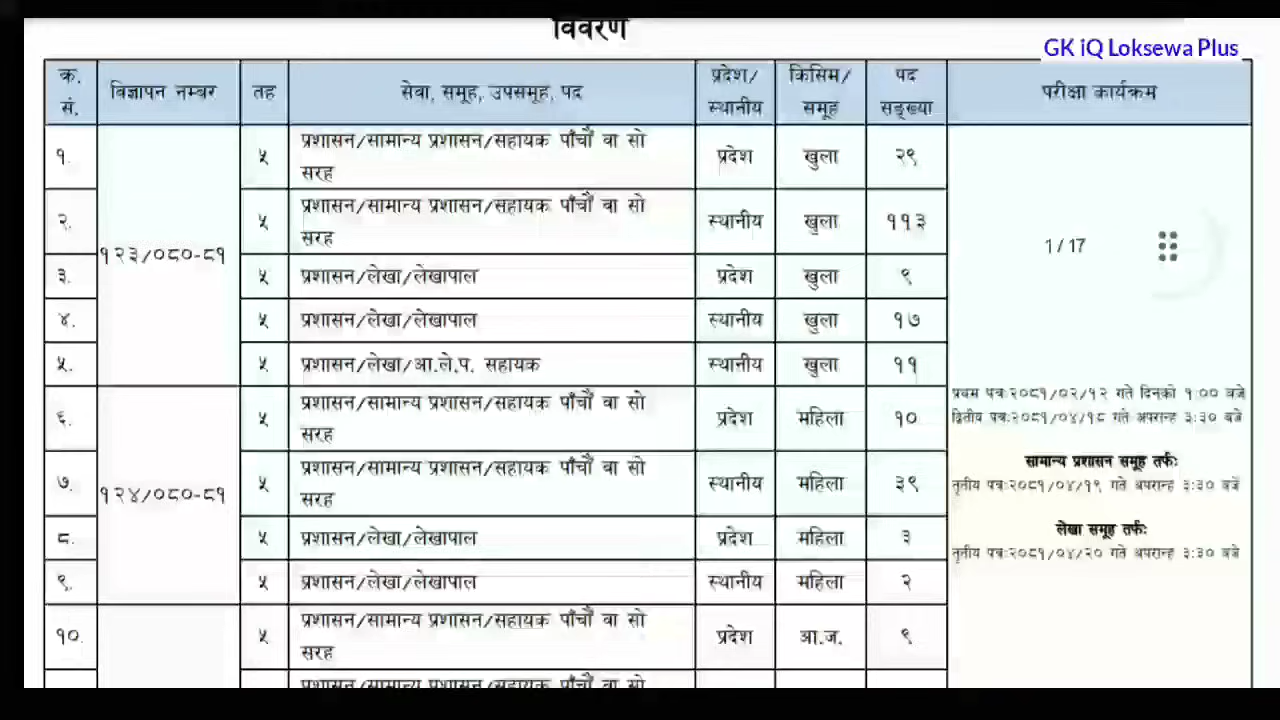 विवरण
GK iQ Loksewa Plus
क. सं. विज्ञापन नम्बर तह सेवा, समूह, उपसमूह, पद प्रदेश/ स्थानीय किसिम/ समूह पद सङ्ख्या परीक्षा कार्यक्रम
१. ५ प्रशासन/सामान्य प्रशासन/सहायक पाँचौं वा सो सरह प्रदेश खुला २९
२. ५ प्रशासन/सामान्य प्रशासन/सहायक पाँचौं वा सो सरह स्थानीय खुला ११३
1 / 17
१२३/०८०-८१
३. ५ प्रशासन/लेखा/लेखापाल प्रदेश खुला ९
४. ५ प्रशासन/लेखा/लेखापाल स्थानीय खुला १७
५. ५ प्रशासन/लेखा/आ.ले.प. सहायक स्थानीय खुला ११
६. ५ प्रशासन/सामान्य प्रशासन/सहायक पाँचौं वा सो सरह प्रदेश महिला १०
प्रथम पत्र:२०८१/०२/१२ गते दिनको १:०० बजे
द्वितीय पत्र:२०८१/०४/१८ गते अपरान्ह ३:३० बजे
सामान्य प्रशासन समूह तर्फः
७. ५ प्रशासन/सामान्य प्रशासन/सहायक पाँचौं वा सो सरह स्थानीय महिला ३९
तृतीय पत्र:२०८१/०४/१९ गते अपरान्ह ३:३० बजे
१२४/०८०-८१
लेखा समूह तर्फः
८. ५ प्रशासन/लेखा/लेखापाल प्रदेश महिला ३
तृतीय पत्र:२०८१/०४/२० गते अपरान्ह ३:३० बजे
९. ५ प्रशासन/लेखा/लेखापाल स्थानीय महिला २
१०. ५ प्रशासन/सामान्य प्रशासन/सहायक पाँचौं वा सो सरह प्रदेश आ.ज. ९
प्रशासन/सामान्य प्रशासन/सहायक पाँचौं वा सो